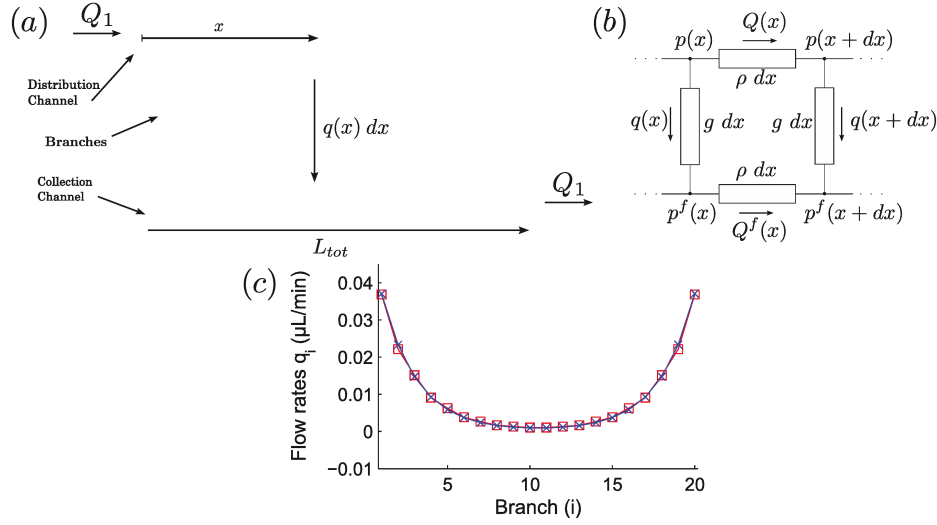 (a)
Q₁
x
Distribution
Channel
Branches
q(x) dx
Collection
Channel
Q₁
L_tot
(b)
Q(x)
p(x)
p(x + dx)
ρ dx
q(x)
g dx
g dx
q(x + dx)
ρ dx
p^f(x)
p^f(x + dx)
Q^f(x)
(c)
Flow rates q_i (µL/min)
0.04
0.03
0.02
0.01
0
−0.01
5
10
15
20
Branch (i)